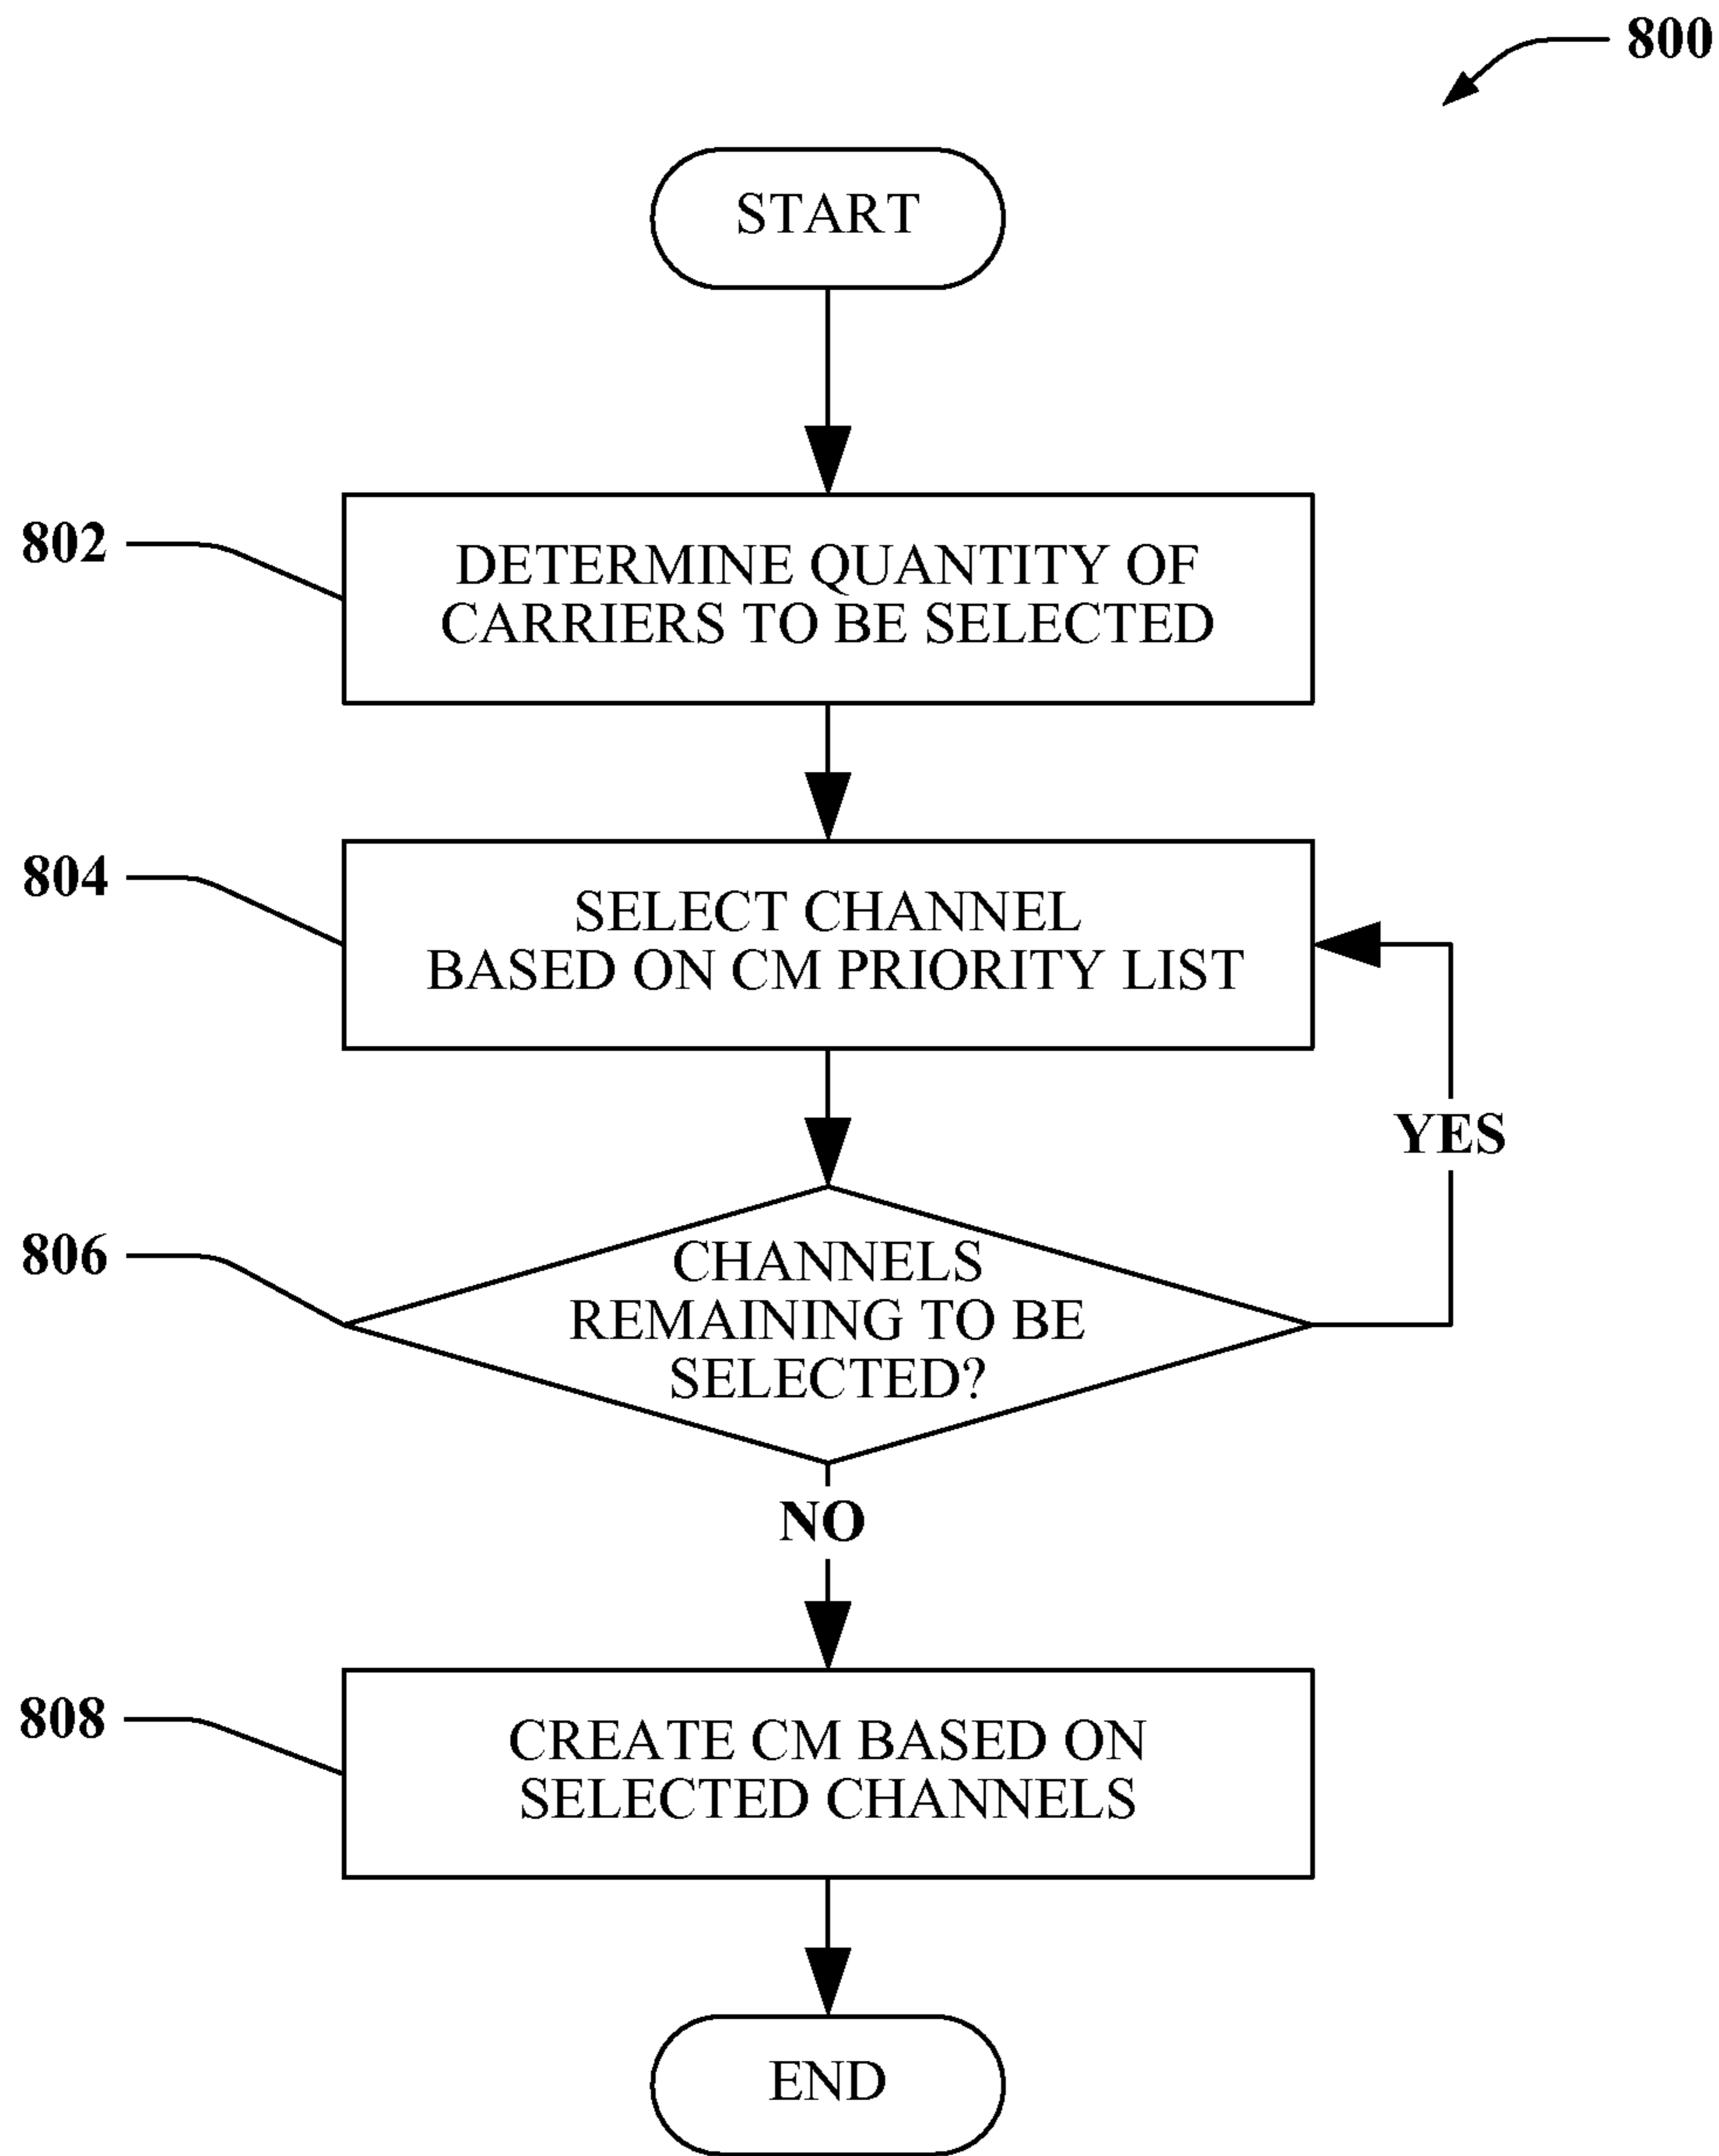 800
START
802
DETERMINE QUANTITY OF
CARRIERS TO BE SELECTED
804
SELECT CHANNEL
BASED ON CM PRIORITY LIST
YES
806
CHANNELS
REMAINING TO BE
SELECTED?
NO
808
CREATE CM BASED ON
SELECTED CHANNELS
END